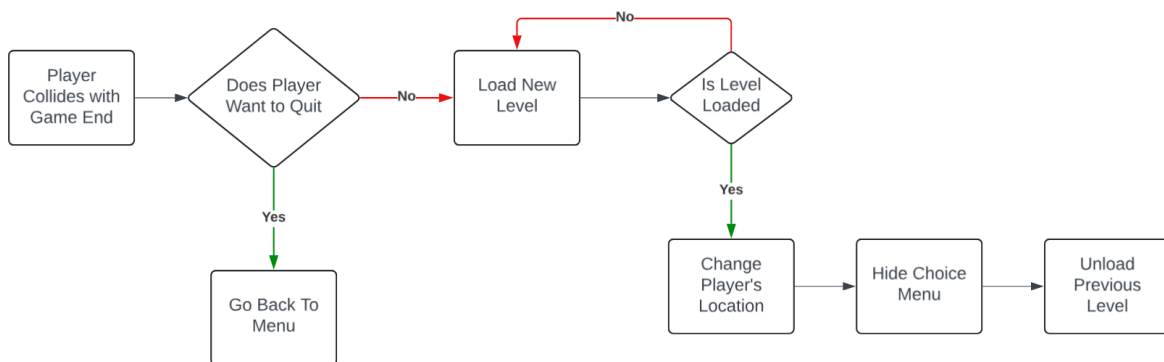 No
Player
Collides with
Game End
Does Player
Want to Quit
No
Load New
Level
Is Level
Loaded
Yes
Yes
Go Back To
Menu
Change
Player's
Location
Hide Choice
Menu
Unload
Previous
Level